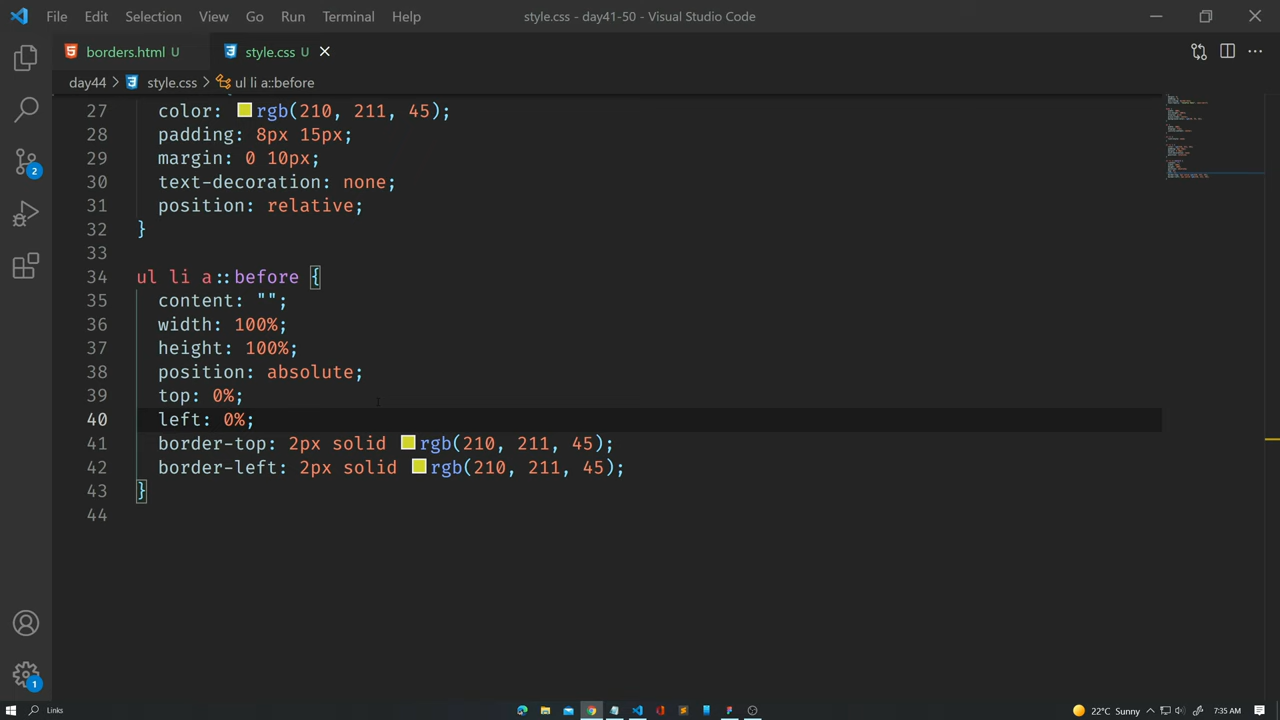 File Edit Selection View Go Run Terminal Help style.css - day41-50 - Visual Studio Code
borders.html U style.css U
day44 > style.css > ul li a::before
27 color: rgb(210, 211, 45);
28 padding: 8px 15px;
29 margin: 0 10px;
30 text-decoration: none;
31 position: relative;
32 }
33
34 ul li a::before {
35 content: "";
36 width: 100%;
37 height: 100%;
38 position: absolute;
39 top: 0%;
40 left: 0%;
41 border-top: 2px solid rgb(210, 211, 45);
42 border-left: 2px solid rgb(210, 211, 45);
43 }
44
2
1
Links 22°C Sunny 7:35 AM